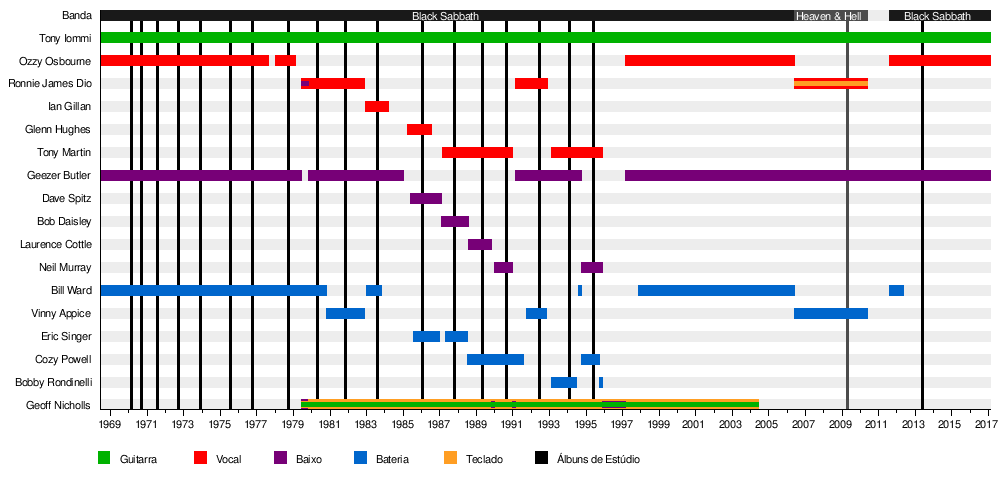 Banda Black Sabbath Heaven & Hell Black Sabbath
Tony Iommi
Ozzy Osbourne
Ronnie James Dio
Ian Gillan
Glenn Hughes
Tony Martin
Geezer Butler
Dave Spitz
Bob Daisley
Laurence Cottle
Neil Murray
Bill Ward
Vinny Appice
Eric Singer
Cozy Powell
Bobby Rondinelli
Geoff Nicholls
1969 1971 1973 1975 1977 1979 1981 1983 1985 1987 1989 1991 1993 1995 1997 1999 2001 2003 2005 2007 2009 2011 2013 2015 2017
Guitarra Vocal Baixo Bateria Teclado Álbuns de Estúdio